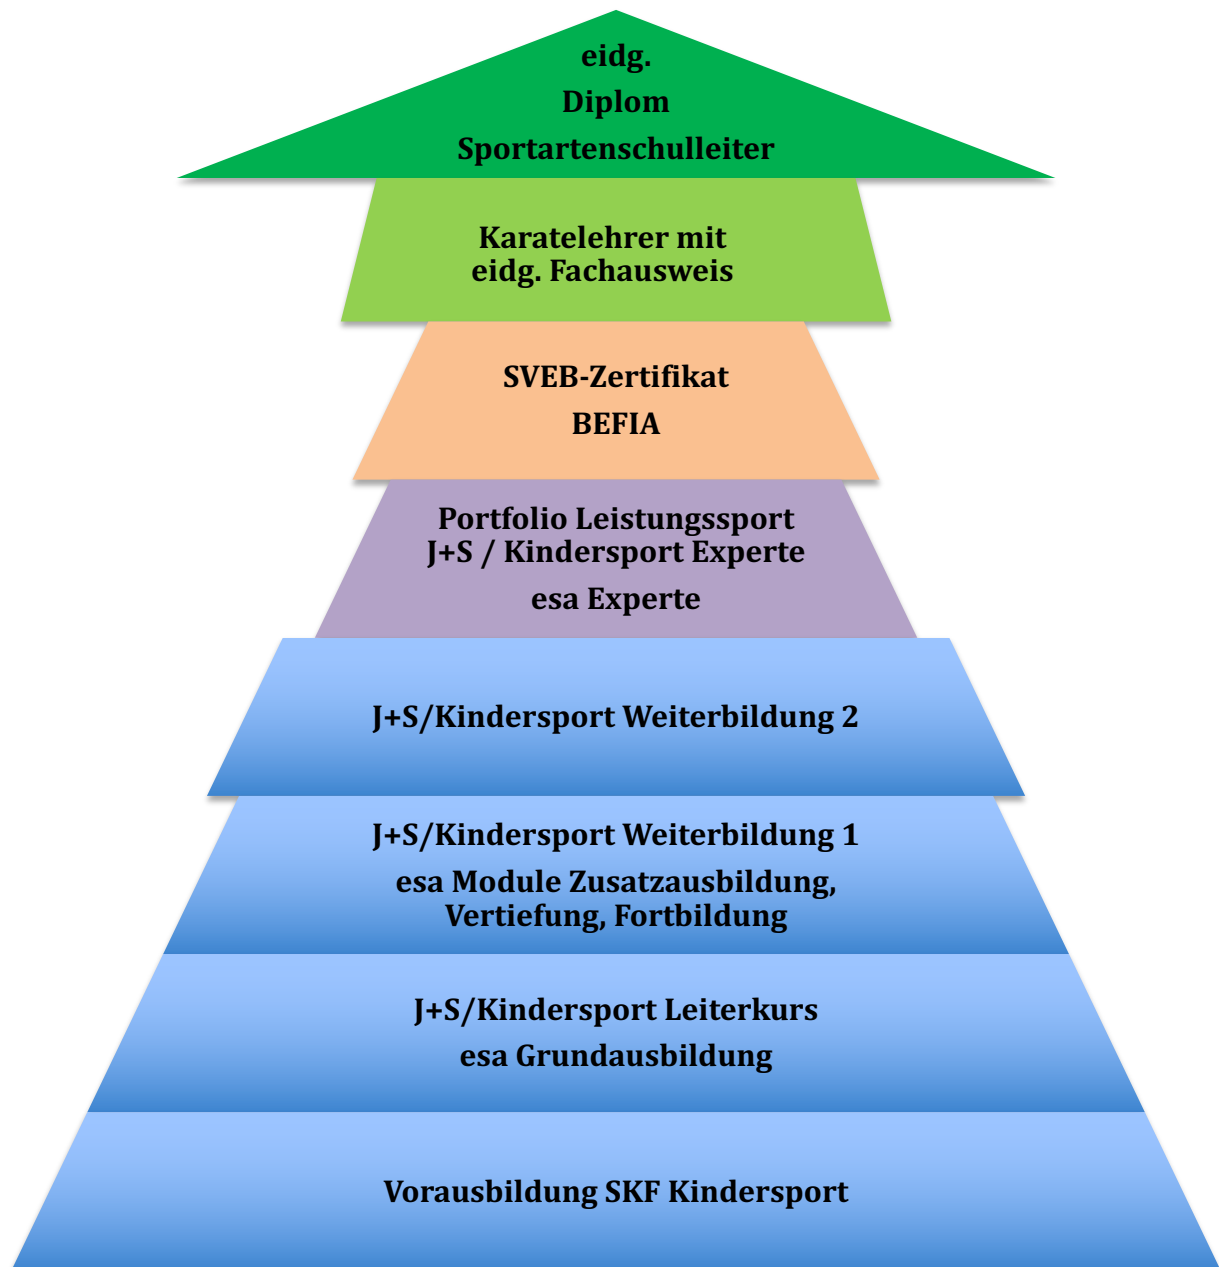 eidg.
Diplom
Sportartenschulleiter
Karatelehrer mit
eidg. Fachausweis
SVEB-Zertifikat
BEFIA
Portfolio Leistungssport
J+S / Kindersport Experte
esa Experte
J+S/Kindersport Weiterbildung 2
J+S/Kindersport Weiterbildung 1
esa Module Zusatzausbildung,
Vertiefung, Fortbildung
J+S/Kindersport Leiterkurs
esa Grundausbildung
Vorausbildung SKF Kindersport